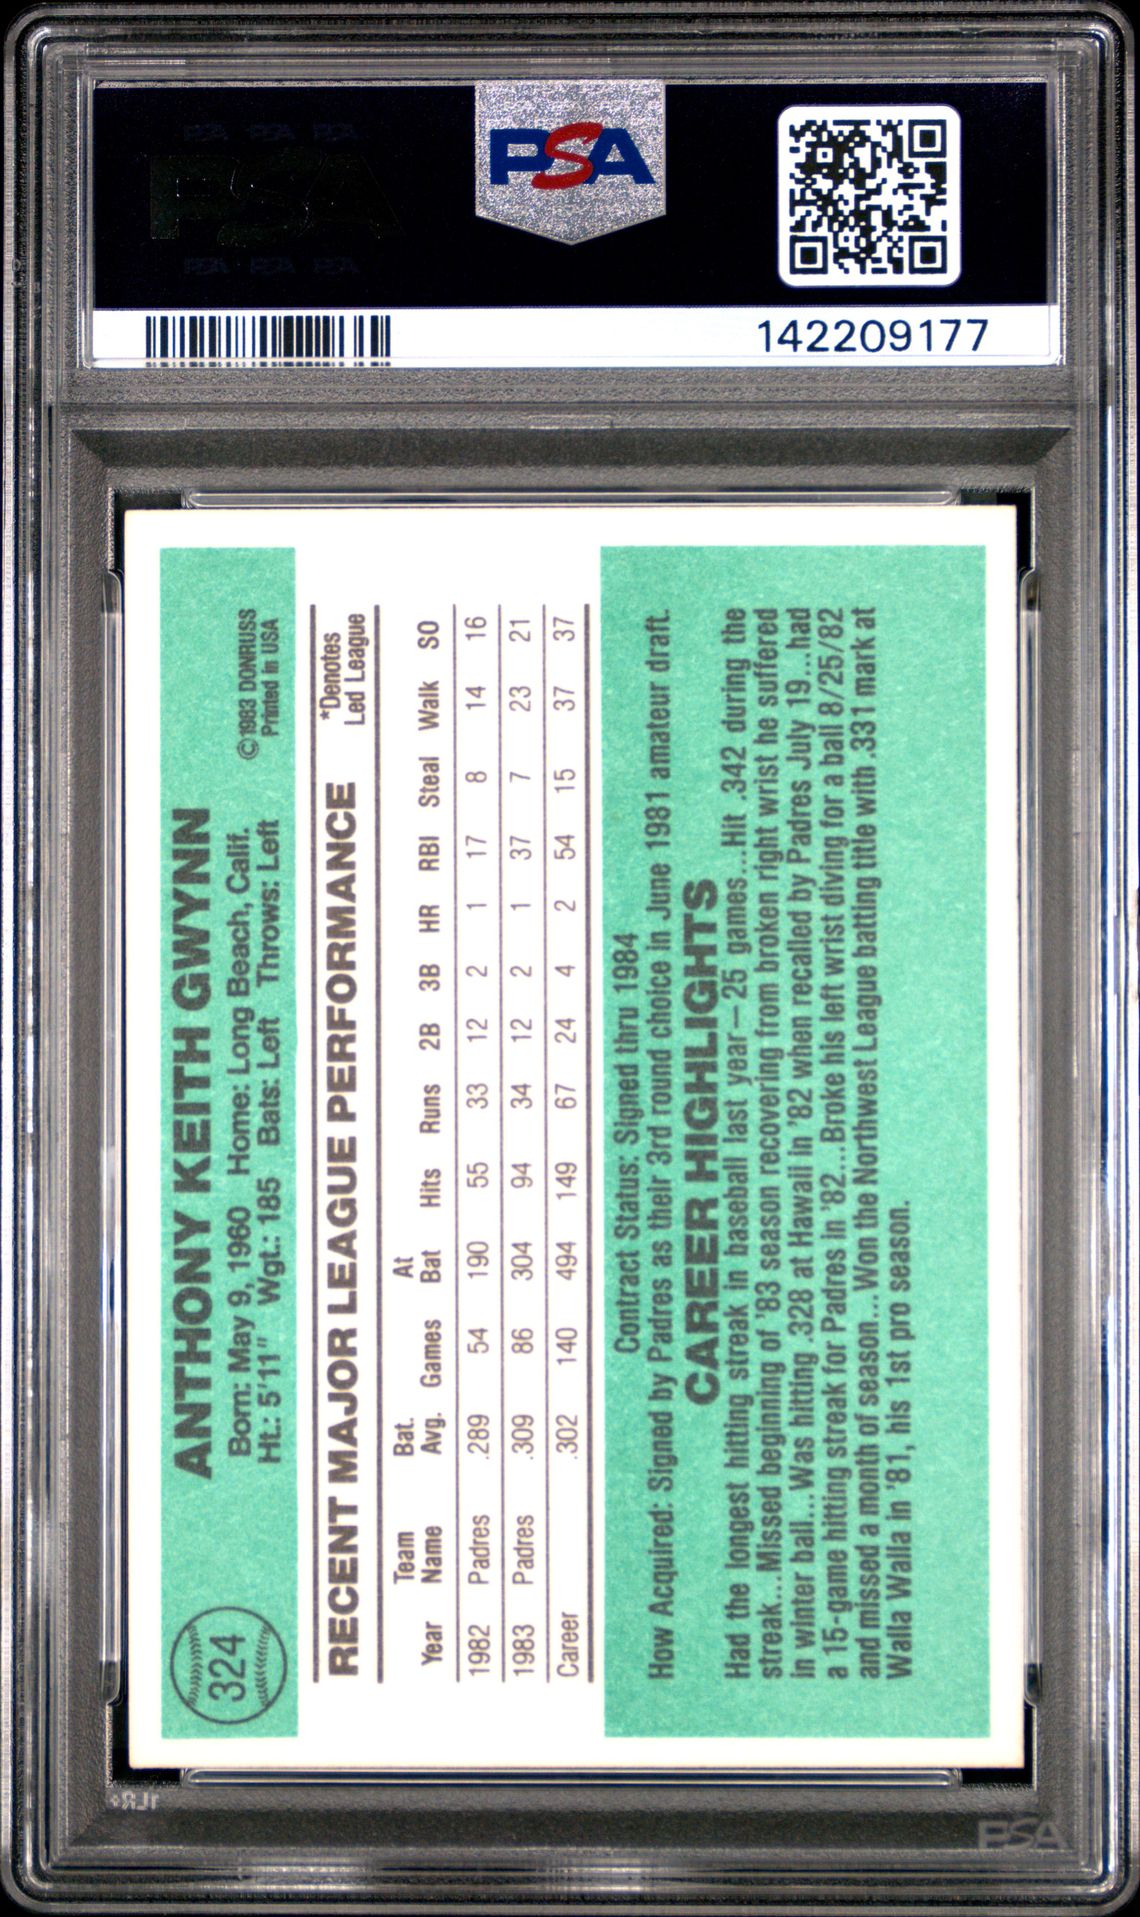 PSA PSA PSA
PSA
PSA PSA PSA
PSA
142209177
324
ANTHONY KEITH GWYNN
Born: May 9, 1960 Home: Long Beach, Calif. ©1983 DONRUSS
Ht.: 5'11" Wgt.: 185 Bats: Left Throws: Left Printed in USA
RECENT MAJOR LEAGUE PERFORMANCE
*Denotes
Led League
Team Bat. At
Year Name Avg. Games Bat Hits Runs 2B 3B HR RBI Steal Walk SO
1982 Padres .289 54 190 55 33 12 2 1 17 8 14 16
1983 Padres .309 86 304 94 34 12 2 1 37 7 23 21
Career .302 140 494 149 67 24 4 2 54 15 37 37
Contract Status: Signed thru 1984
How Acquired: Signed by Padres as their 3rd round choice in June 1981 amateur draft.
CAREER HIGHLIGHTS
Had the longest hitting streak in baseball last year—25 games...Hit .342 during the
streak...Missed beginning of '83 season recovering from broken right wrist he suffered
in winter ball...Was hitting .328 at Hawaii in '82 when recalled by Padres July 19...had
a 15-game hitting streak for Padres in '82...Broke his left wrist diving for a ball 8/25/82
and missed a month of season...Won the Northwest League batting title with .331 mark at
Walla Walla in '81, his 1st pro season.
PSA